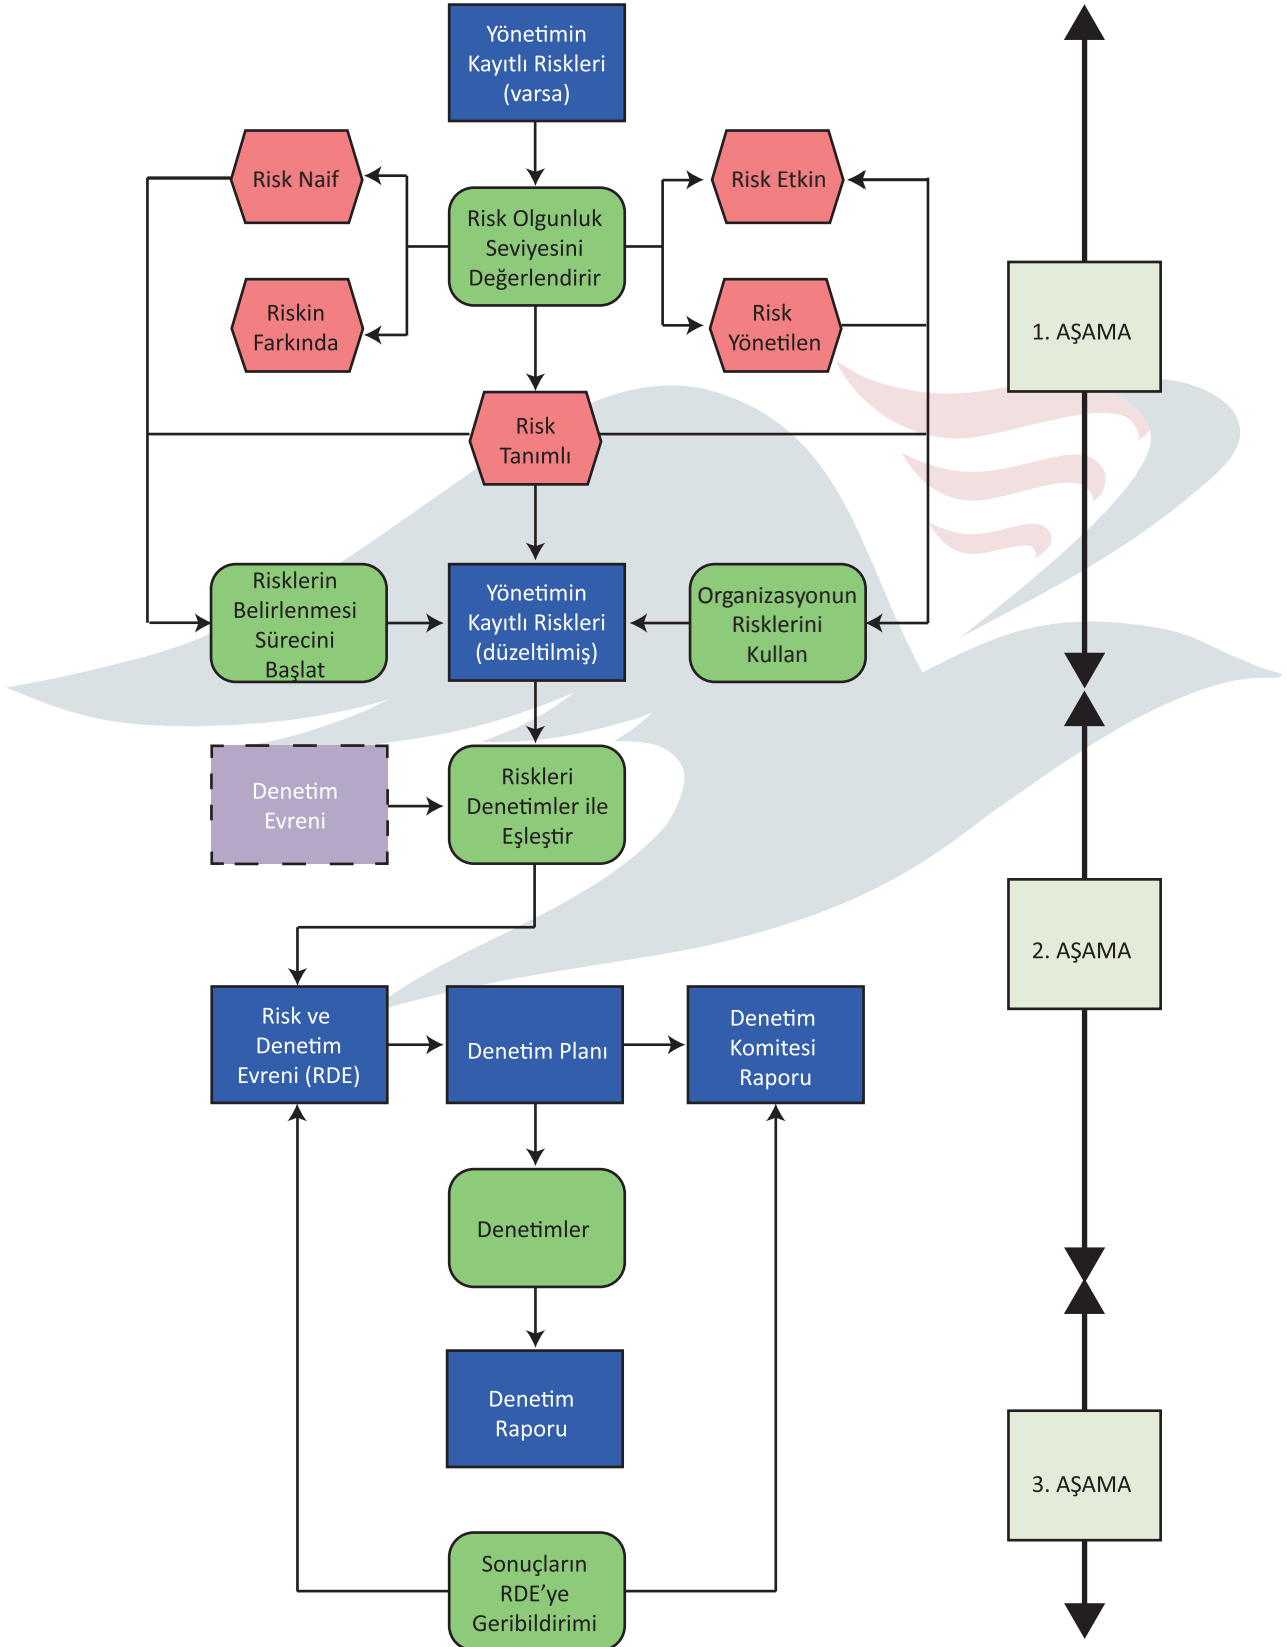 Yönetimin
Kayıtlı Riskleri
(varsa)
Risk Naif
Risk Olgunluk
Seviyesini
Değerlendirir
Risk Etkin
Riskin
Farkında
Risk
Yönetilen
1. AŞAMA
Risk
Tanımlı
Risklerin
Belirlenmesi
Sürecini
Başlat
Yönetimin
Kayıtlı Riskleri
(düzeltilmiş)
Organizasyonun
Risklerini
Kullan
Denetim
Evreni
Riskleri
Denetimler ile
Eşleştir
2. AŞAMA
Risk ve
Denetim
Evreni (RDE)
Denetim Planı
Denetim
Komitesi
Raporu
Denetimler
Denetim
Raporu
3. AŞAMA
Sonuçların
RDE’ye
Geribildirimi